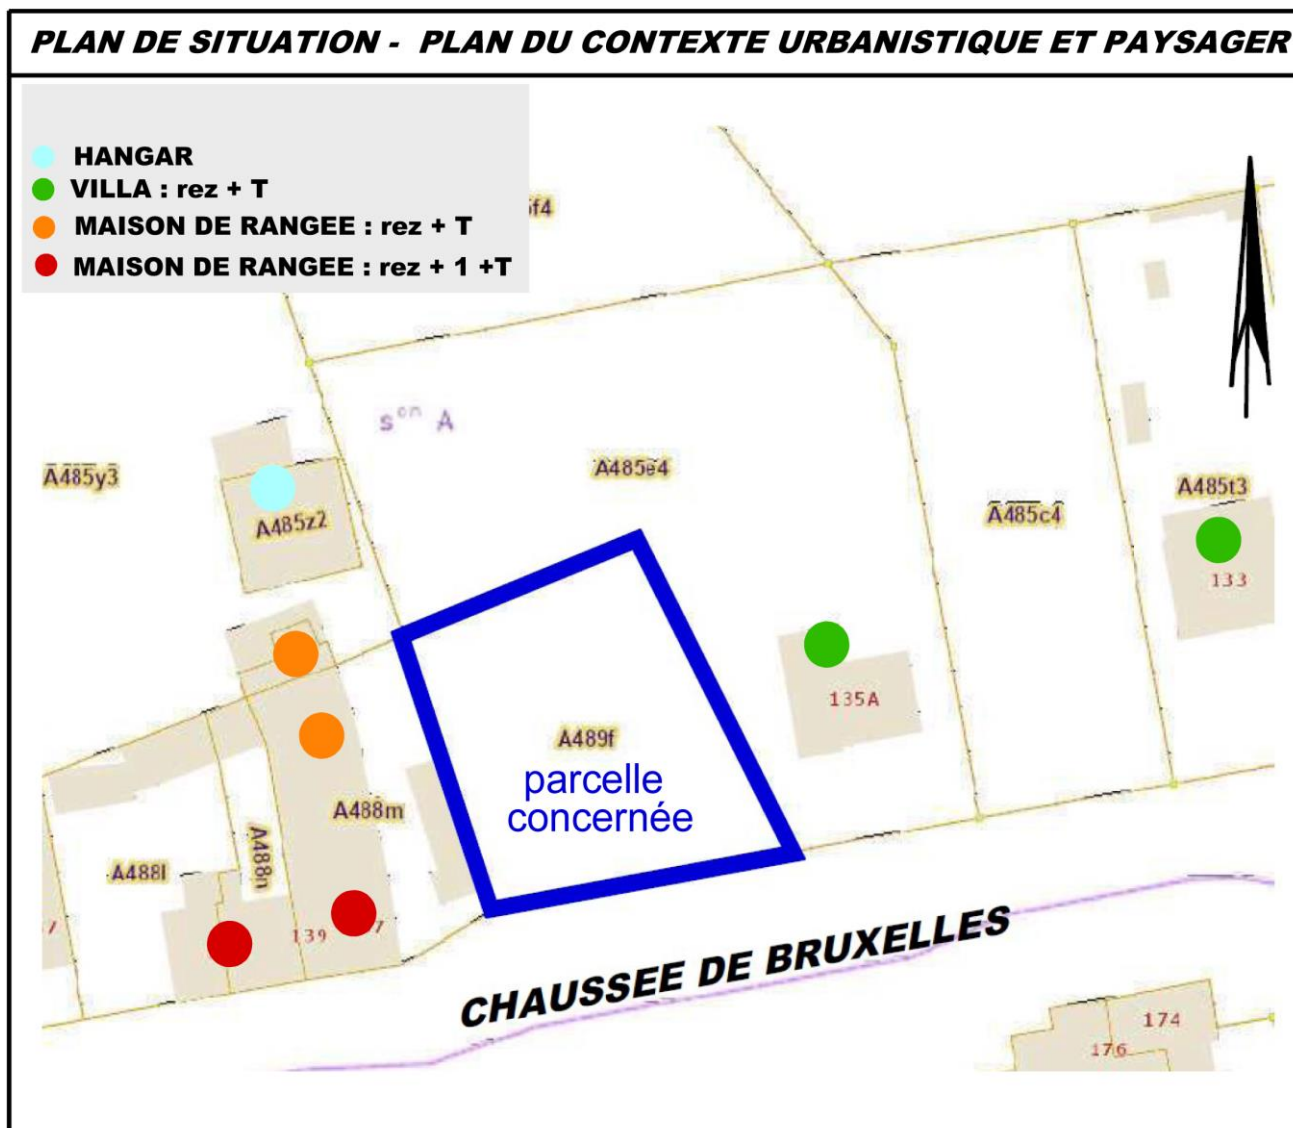 PLAN DE SITUATION - PLAN DU CONTEXTE URBANISTIQUE ET PAYSAGER
HANGAR
VILLA : rez + T
MAISON DE RANGEE : rez + T
MAISON DE RANGEE : rez + 1 +T
son A
A485y3
A485z2
A485e4
A485c4
A485t3
133
135A
A489f
parcelle
concernée
A488m
A488l
A488n
139
CHAUSSEE DE BRUXELLES
174
176